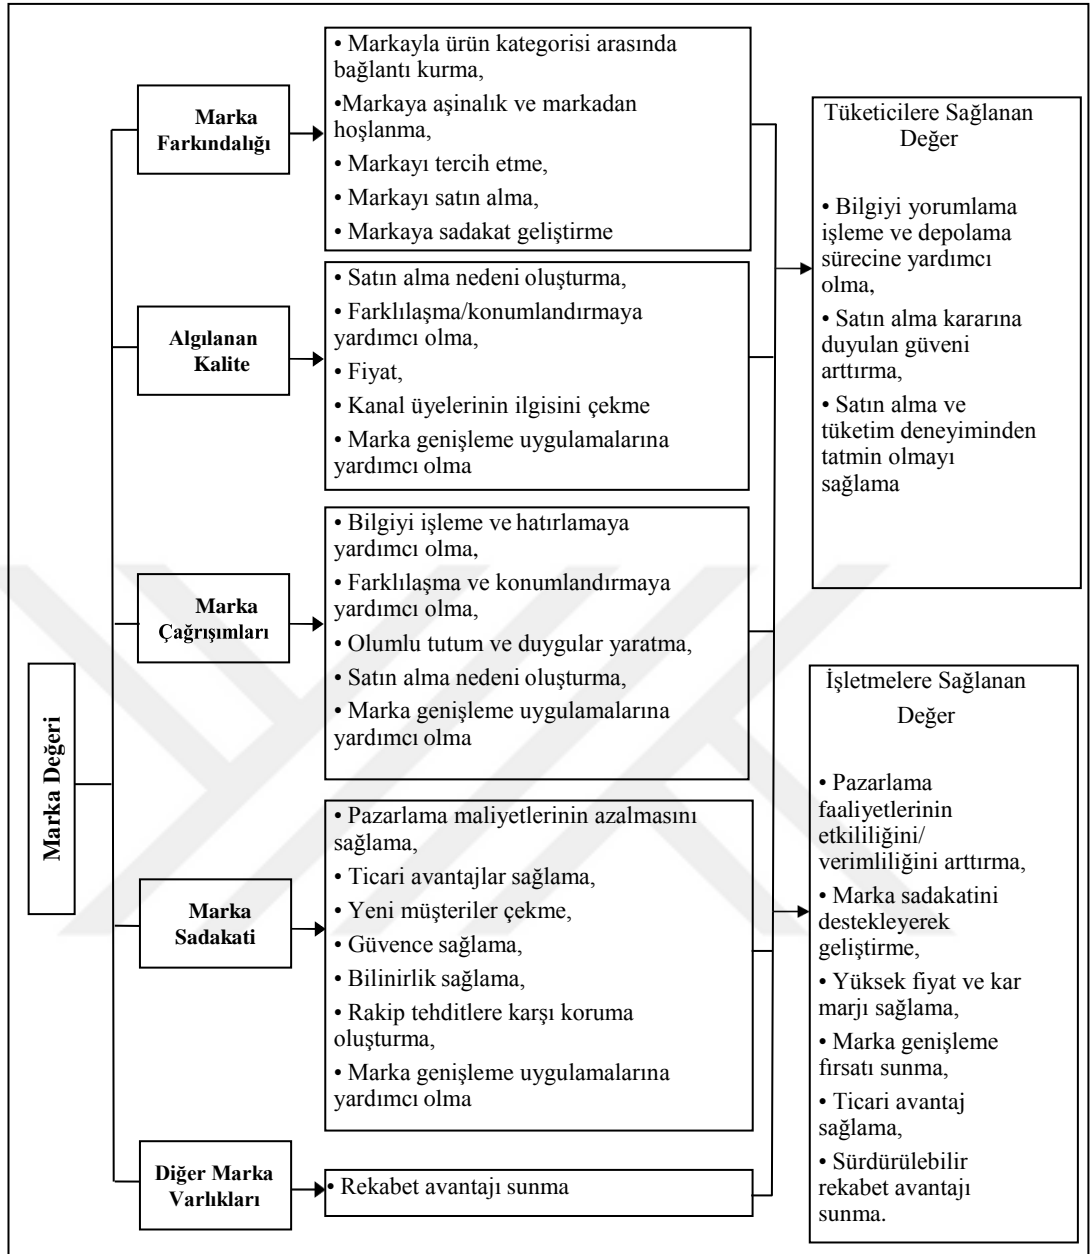 Marka Değeri
Marka
Farkındalığı
• Markayla ürün kategorisi arasında
bağlantı kurma,
•Markaya aşinalık ve markadan
hoşlanma,
• Markayı tercih etme,
• Markayı satın alma,
• Markaya sadakat geliştirme
Algılanan
Kalite
• Satın alma nedeni oluşturma,
• Farklılaşma/konumlandırmaya
yardımcı olma,
• Fiyat,
• Kanal üyelerinin ilgisini çekme
• Marka genişleme uygulamalarına
yardımcı olma
Marka
Çağrışımları
• Bilgiyi işleme ve hatırlamaya
yardımcı olma,
• Farklılaşma ve konumlandırmaya
yardımcı olma,
• Olumlu tutum ve duygular yaratma,
• Satın alma nedeni oluşturma,
• Marka genişleme uygulamalarına
yardımcı olma
Marka
Sadakati
• Pazarlama maliyetlerinin azalmasını
sağlama,
• Ticari avantajlar sağlama,
• Yeni müşteriler çekme,
• Güvence sağlama,
• Bilinirlik sağlama,
• Rakip tehditlere karşı koruma
oluşturma,
• Marka genişleme uygulamalarına
yardımcı olma
Diğer Marka
Varlıkları
• Rekabet avantajı sunma
Tüketicilere Sağlanan
Değer
• Bilgiyi yorumlama
işleme ve depolama
sürecine yardımcı
olma,
• Satın alma kararına
duyulan güveni
arttırma,
• Satın alma ve
tüketim deneyiminden
tatmin olmayı
sağlama
İşletmelere Sağlanan
Değer
• Pazarlama
faaliyetlerinin
etkililiğini/
verimliliğini arttırma,
• Marka sadakatini
destekleyerek
geliştirme,
• Yüksek fiyat ve kar
marjı sağlama,
• Marka genişleme
fırsatı sunma,
• Ticari avantaj
sağlama,
• Sürdürülebilir
rekabet avantajı
sunma.